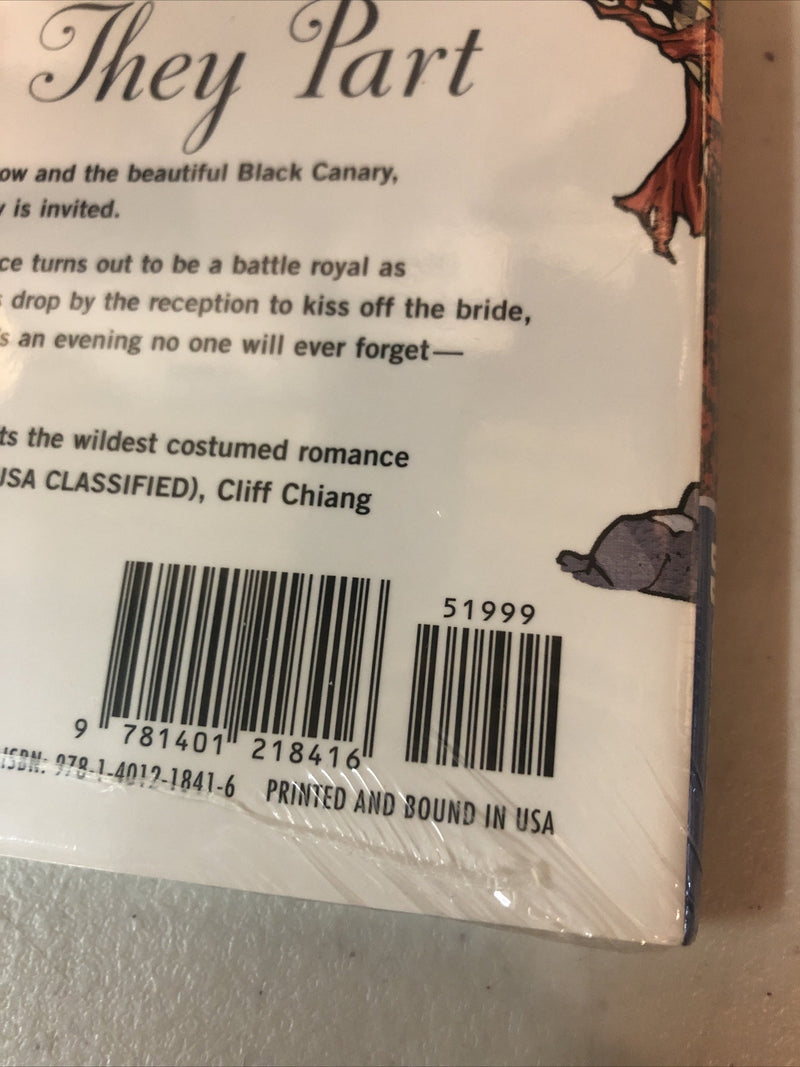 They Part
ow and the beautiful Black Canary,
y is invited.
ce turns out to be a battle royal as
s drop by the reception to kiss off the bride,
's an evening no one will ever forget—
ts the wildest costumed romance
USA CLASSIFIED), Cliff Chiang
51999
9 781401 218416
ISBN: 978-1-4012-1841-6 PRINTED AND BOUND IN USA